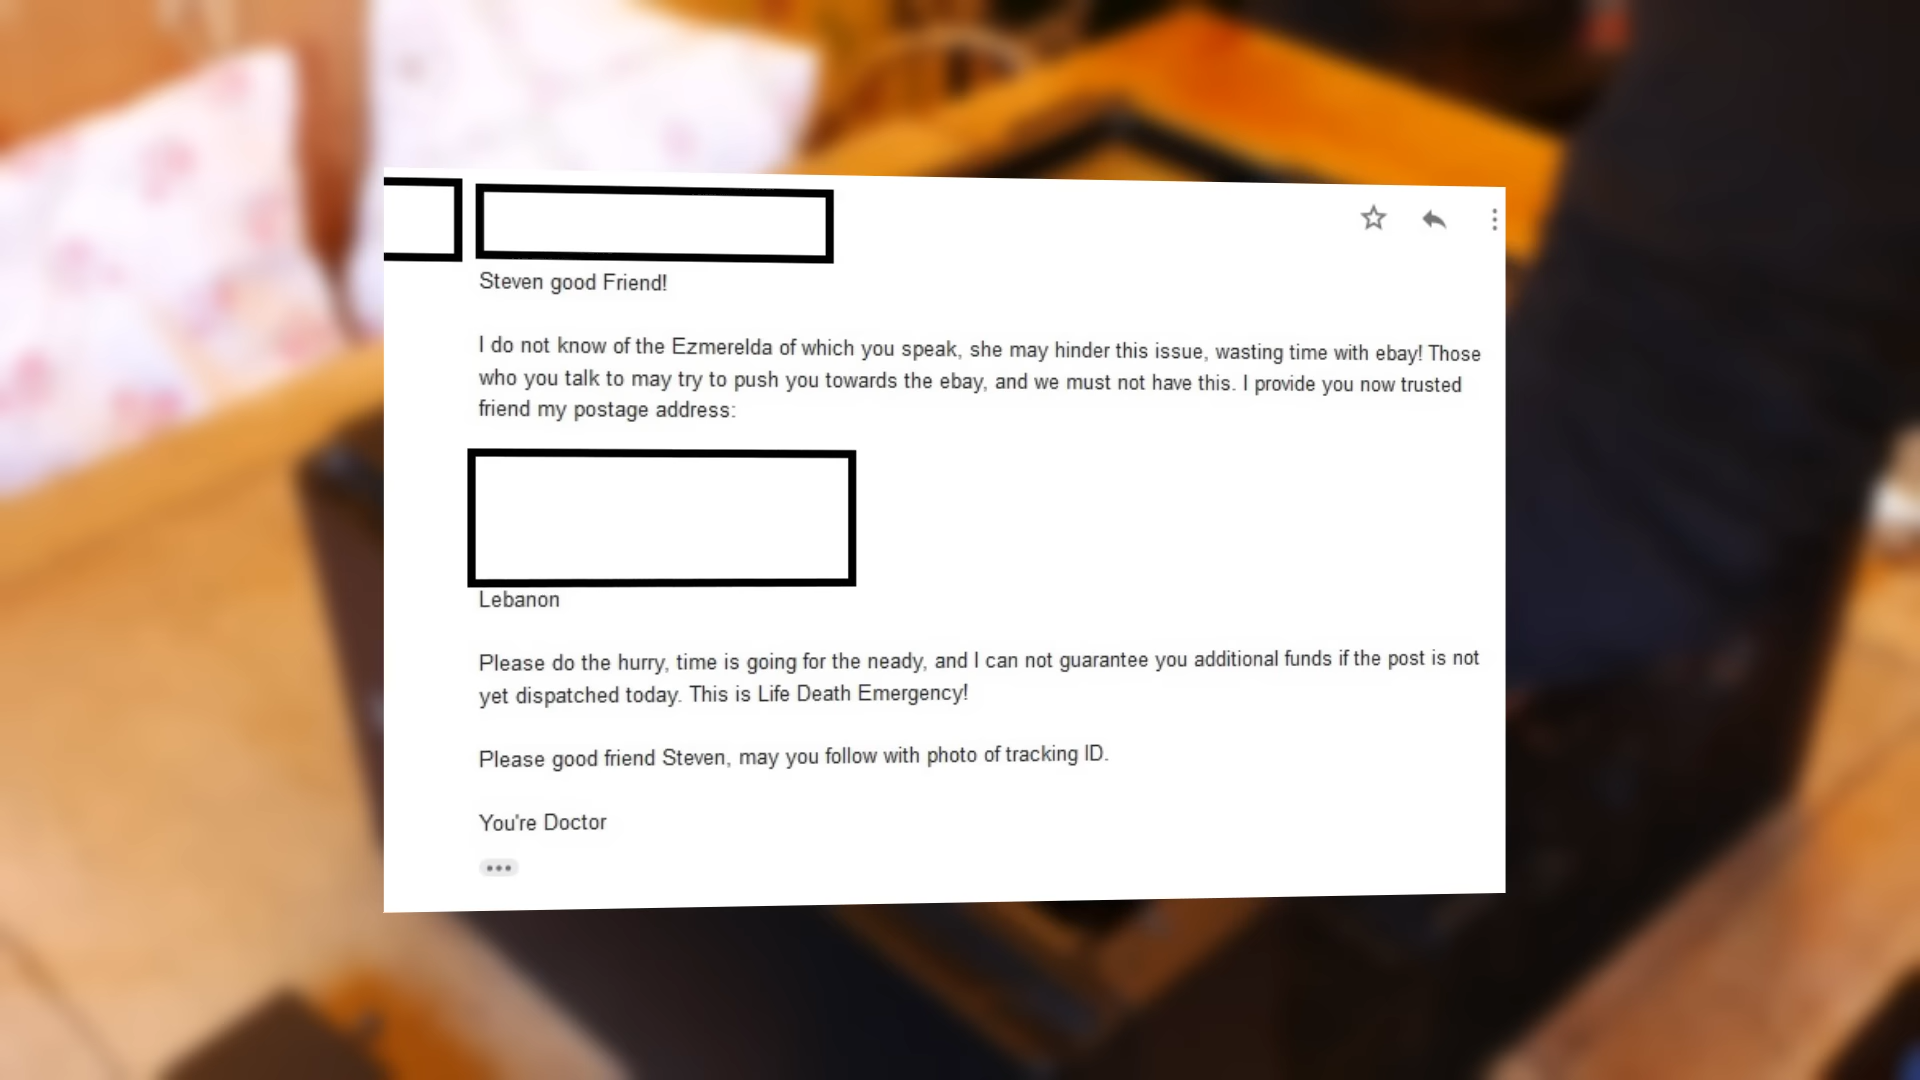 Steven good Friend!
I do not know of the Ezmerelda of which you speak, she may hinder this issue, wasting time with ebay! Those
who you talk to may try to push you towards the ebay, and we must not have this. I provide you now trusted
friend my postage address:
Lebanon
Please do the hurry, time is going for the neady, and I can not guarantee you additional funds if the post is not
yet dispatched today. This is Life Death Emergency!
Please good friend Steven, may you follow with photo of tracking ID.
You're Doctor